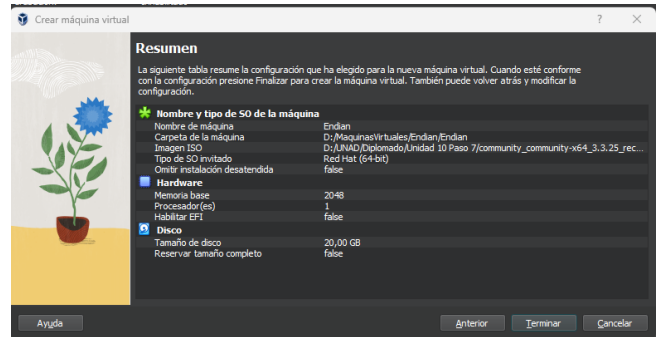 Crear máquina virtual
Resumen
La siguiente tabla resume la configuración que ha elegido para la nueva máquina virtual. Cuando esté conforme
con la configuración presione Finalizar para crear la máquina virtual. También puede volver atrás y modificar la
configuración.
Nombre y tipo de SO de la máquina
Nombre de máquina Endian
Carpeta de la máquina D:/MaquinasVirtuales/Endian/Endian
Imagen ISO D:/UNAD/Diplomado/Unidad 10 Paso 7/community_community-x64_3.3.25_rec...
Tipo de SO invitado Red Hat (64-bit)
Omitir instalación desatendida false
Hardware
Memoria base 2048
Procesador(es) 1
Habilitar EFI false
Disco
Tamaño de disco 20,00 GB
Reservar tamaño completo false
Ayuda Anterior Terminar Cancelar